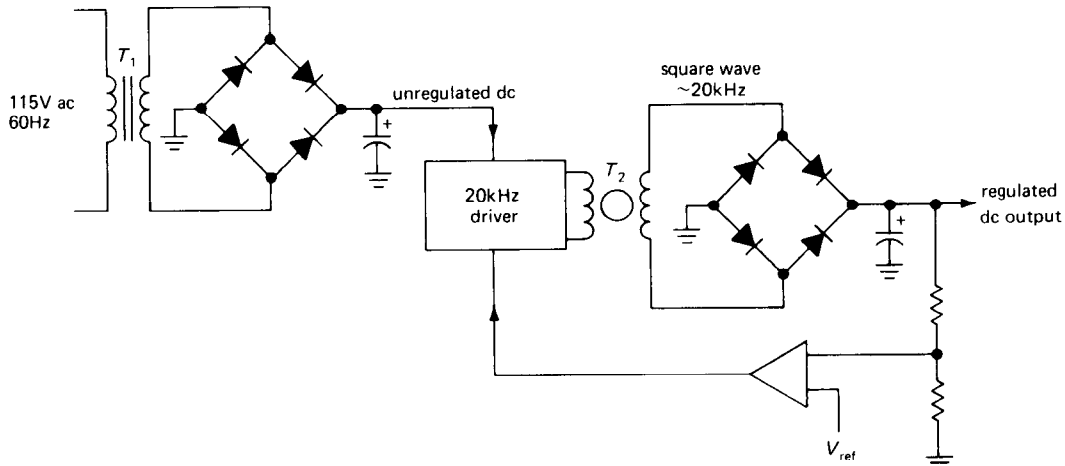 T1
115V ac
60Hz
unregulated dc
square wave
~20kHz
+
20kHz
driver
T2
+
regulated
dc output
Vref